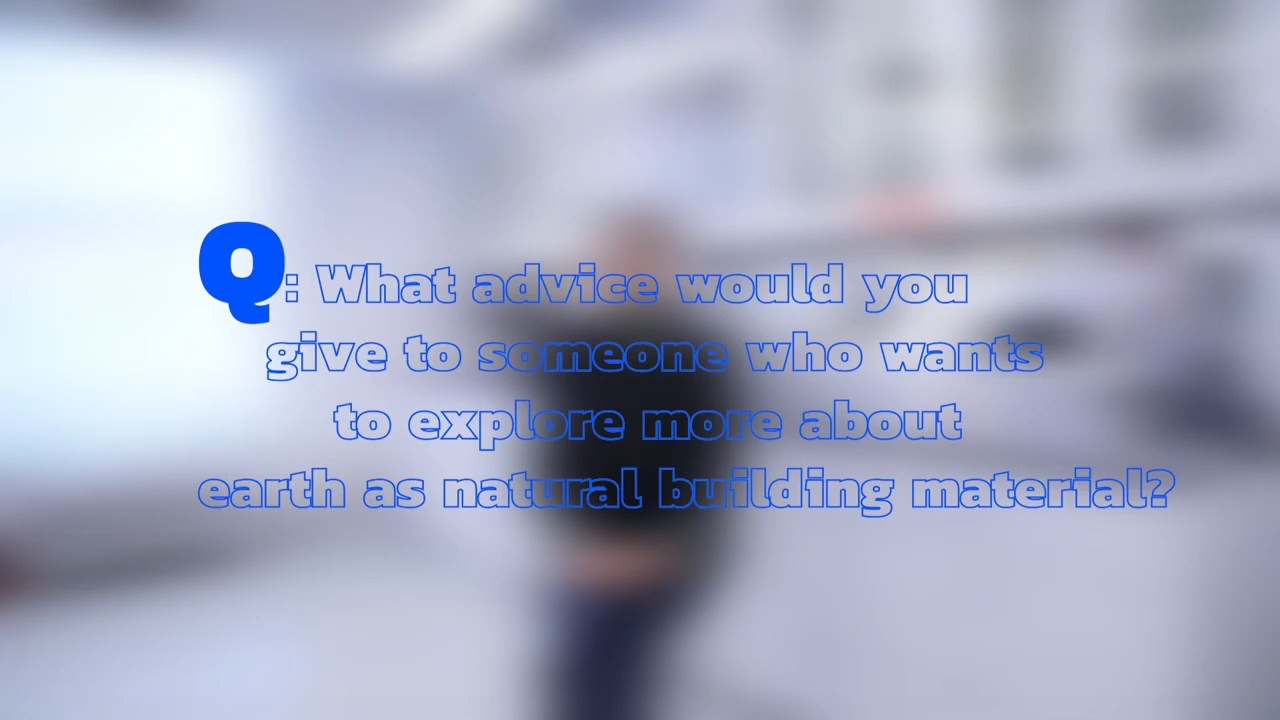 Q: What advice would you
give to someone who wants
to explore more about
earth as natural building material?